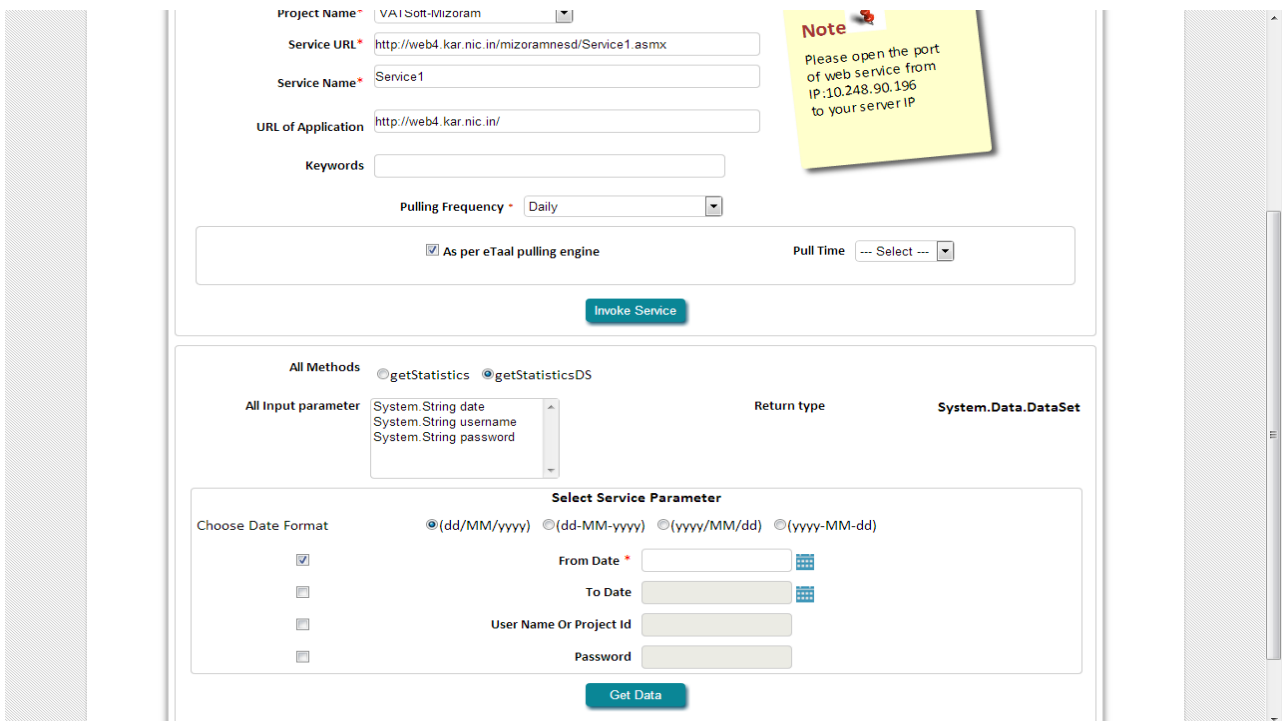 Project Name* VATSoft-Mizoram
Service URL* http://web4.kar.nic.in/mizoramnesd/Service1.asmx
Service Name* Service1
URL of Application http://web4.kar.nic.in/
Keywords
Note
Please open the port
of web service from
IP:10.248.90.196
to your server IP
Pulling Frequency * Daily
As per eTaal pulling engine Pull Time --- Select ---
Invoke Service
All Methods getStatistics getStatisticsDS
All Input parameter System.String date
System.String username
System.String password
Return type System.Data.DataSet
Select Service Parameter
Choose Date Format (dd/MM/yyyy) (dd-MM-yyyy) (yyyy/MM/dd) (yyyy-MM-dd)
From Date *
To Date
User Name Or Project Id
Password
Get Data